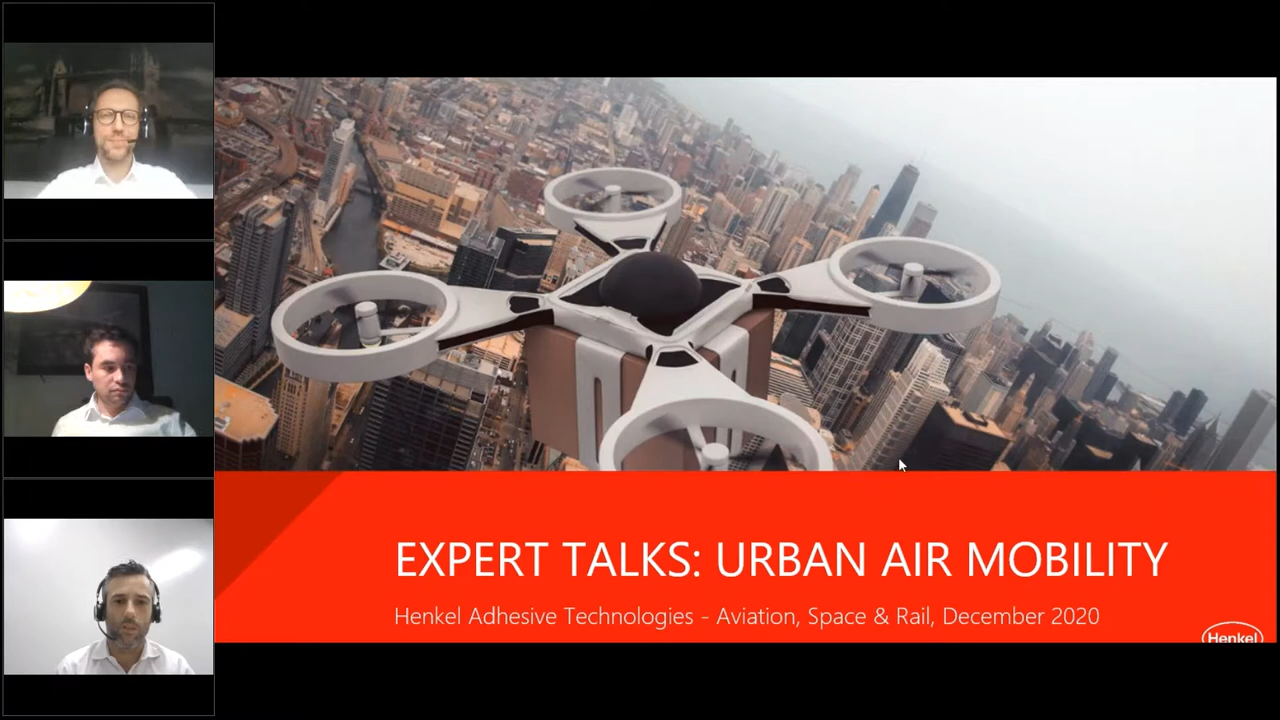 EXPERT TALKS: URBAN AIR MOBILITY
Henkel Adhesive Technologies - Aviation, Space & Rail, December 2020
Henkel